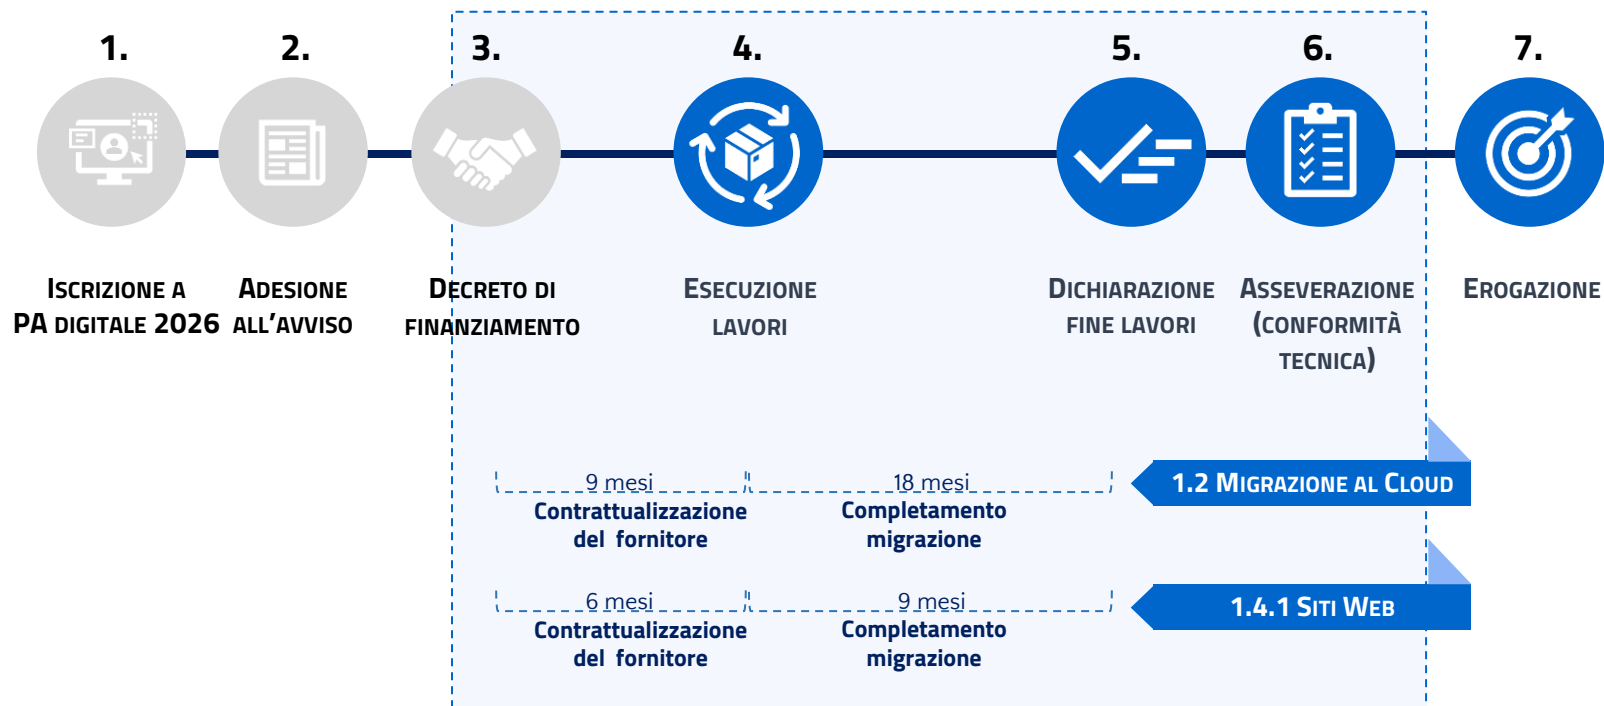 1.
2.
3.
4.
5.
6.
7.
ISCRIZIONE A
PA DIGITALE 2026
ADESIONE
ALL'AVVISO
DECRETO DI
FINANZIAMENTO
ESECUZIONE
LAVORI
DICHIARAZIONE
FINE LAVORI
ASSEVERAZIONE
(CONFORMITÀ
TECNICA)
EROGAZIONE
9 mesi
Contrattualizzazione
del fornitore
18 mesi
Completamento
migrazione
1.2 MIGRAZIONE AL CLOUD
6 mesi
Contrattualizzazione
del fornitore
9 mesi
Completamento
migrazione
1.4.1 SITI WEB